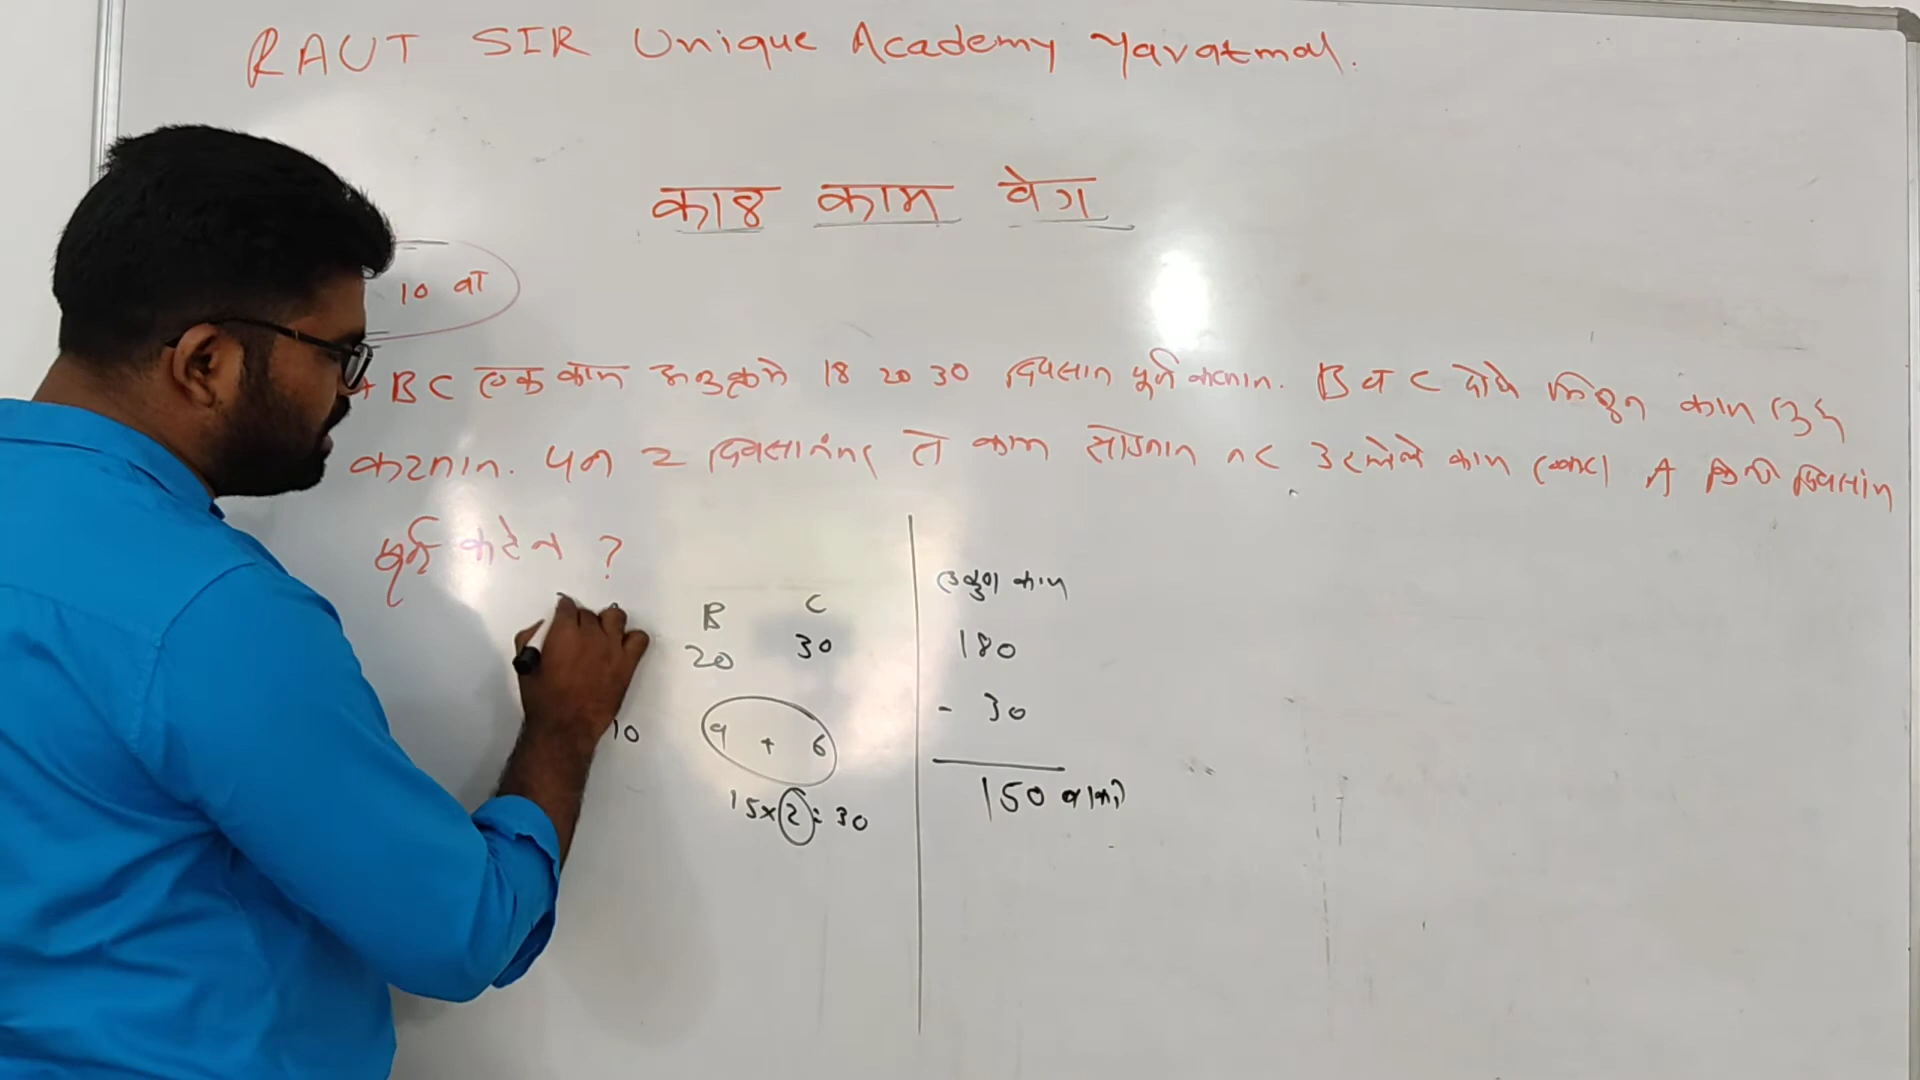 RAUT SIR Unique Academy Yavatmal.
काळ काम वेग
10 वा
A B C एक काम अनुक्रमे 18 20 30 दिवसात पूर्ण करतात. B व C दोघे मिळून काम सुरु
करतात. पण 2 दिवसानंतर ते काम सोडतात तर उरलेले काम एकटा A किती दिवसांत
पूर्ण करेल ?
B C
20 30
10 9 + 6
15×2 = 30
एकुण काम
180
- 30
150 बाकी